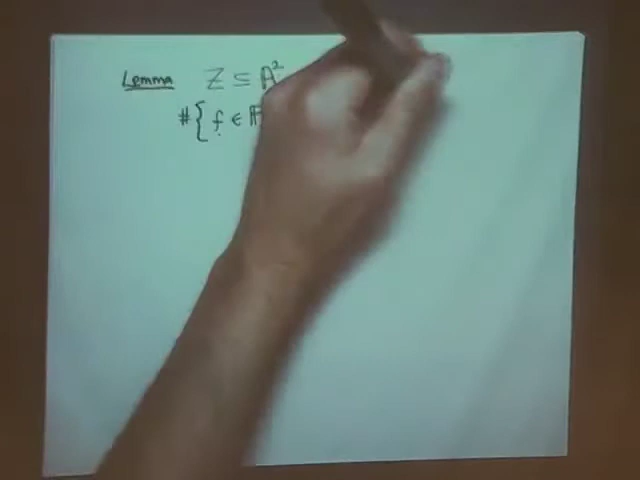 Lemma Z ⊆ A²
#{ f ∈ F